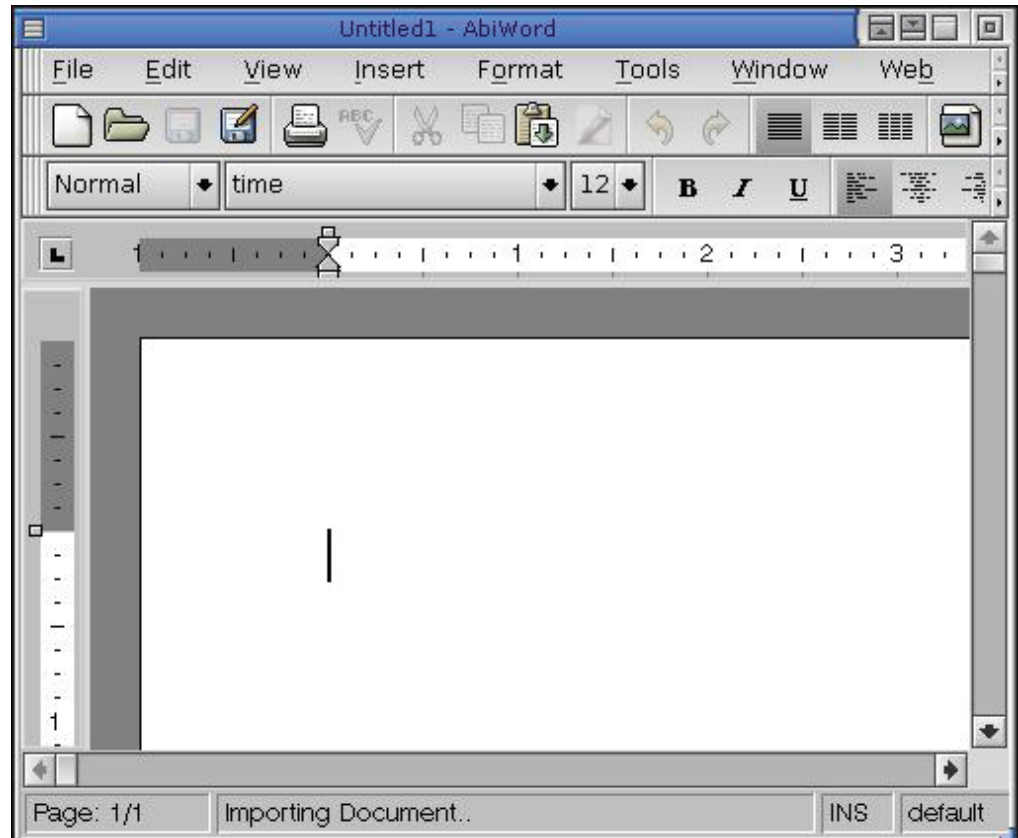 Untitled1 - AbiWord
File Edit View Insert Format Tools Window Web
ABC
Normal time 12 B I U
L 1 1 2 3
1
Page: 1/1 Importing Document.. INS default